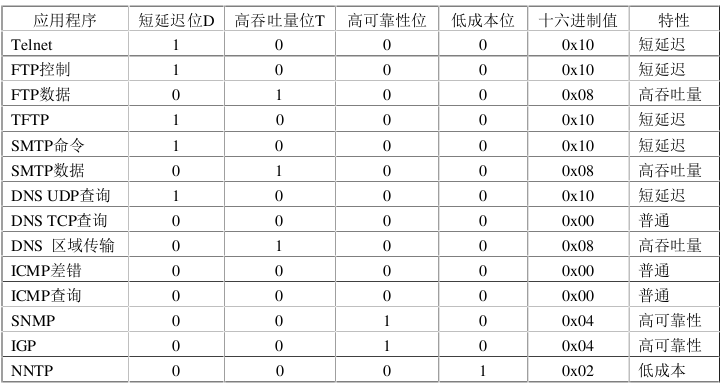 应用程序 短延迟位D 高吞吐量位T 高可靠性位 低成本位 十六进制值 特性
Telnet 1 0 0 0 0x10 短延迟
FTP控制 1 0 0 0 0x10 短延迟
FTP数据 0 1 0 0 0x08 高吞吐量
TFTP 1 0 0 0 0x10 短延迟
SMTP命令 1 0 0 0 0x10 短延迟
SMTP数据 0 1 0 0 0x08 高吞吐量
DNS UDP查询 1 0 0 0 0x10 短延迟
DNS TCP查询 0 0 0 0 0x00 普通
DNS 区域传输 0 1 0 0 0x08 高吞吐量
ICMP差错 0 0 0 0 0x00 普通
ICMP查询 0 0 0 0 0x00 普通
SNMP 0 0 1 0 0x04 高可靠性
IGP 0 0 1 0 0x04 高可靠性
NNTP 0 0 0 1 0x02 低成本